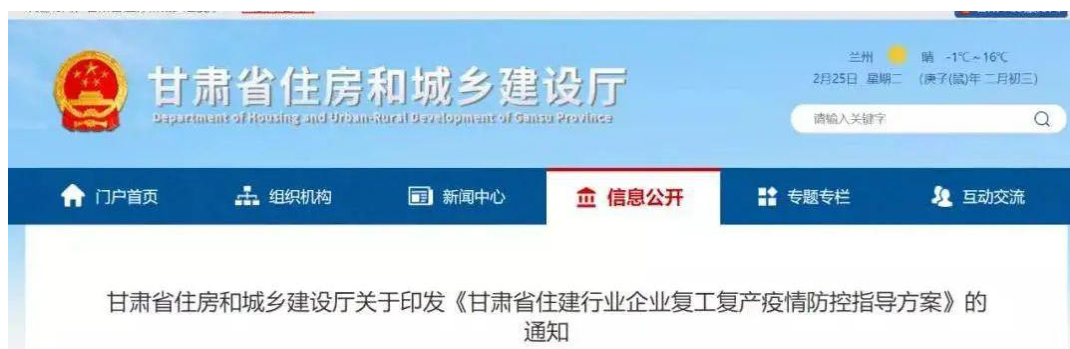 兰州 晴 -1℃~16℃
甘肃省住房和城乡建设厅
2月25日 星期二 (庚子(鼠)年 二月初三)
Department of Housing and Urban-Rural Development of Gansu Province
请输入关键字
门户首页 组织机构 新闻中心 信息公开 专题专栏 互动交流
甘肃省住房和城乡建设厅关于印发《甘肃省住建行业企业复工复产疫情防控指导方案》的
通知